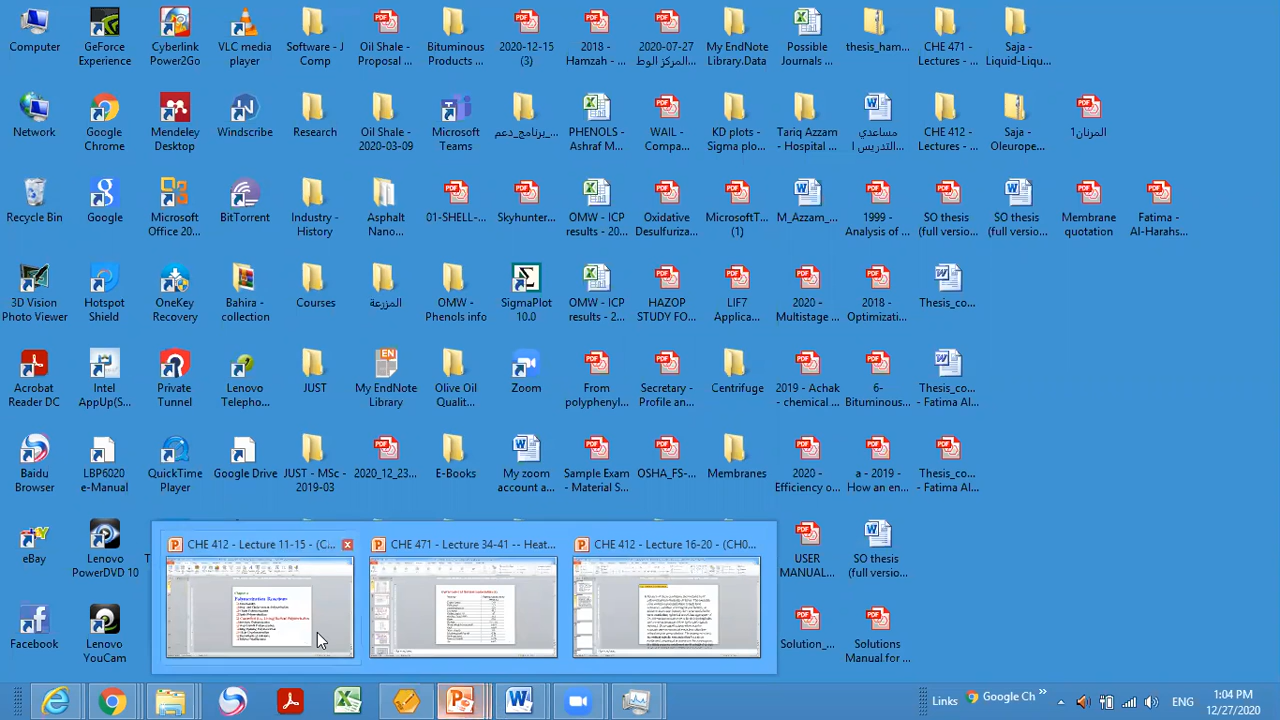 Computer
GeForce Experience
Cyberlink Power2Go
VLC media player
Software - J Comp
Oil Shale - Proposal ...
Bituminous Products ...
2020-12-15 (3)
2018 - Hamzah - ...
2020-07-27 المركز الوط...
My EndNote Library.Data
Possible Journals ...
thesis_ham...
CHE 471 Lectures - ...
Saja - Liquid-Liqu...
Network
Google Chrome
Mendeley Desktop
Windscribe
Research
Oil Shale - 2020-03-09
Microsoft Teams
برنامج_دعم_...
PHENOLS - Ashraf M...
WAIL - Compa...
KD plots - Sigma plo...
Tariq Azzam - Hospital ...
مساعدي التدريس ا...
CHE 412 - Lectures - ...
Saja - Oleurope...
المزنان1
Recycle Bin
Google
Microsoft Office 20...
BitTorrent
Industry - History
Asphalt Nano...
01-SHELL-...
Skyhunter...
OMW - ICP results - 20...
Oxidative Desulfuriza...
MicrosoftT... (1)
M_Azzam_...
1999 - Analysis of ...
SO thesis (full versio...
SO thesis (full versio...
Membrane quotation
Fatima - Al-Harahs...
3D Vision Photo Viewer
Hotspot Shield
OneKey Recovery
Bahira - collection
Courses
المزرعة
OMW - Phenols info
SigmaPlot 10.0
OMW - ICP results - 2...
HAZOP STUDY FO...
LIF7 Applica...
2020 - Multistage ...
2018 - Optimizati...
Thesis_co...
Acrobat Reader DC
Intel AppUp(S...
Private Tunnel
Lenovo Telepho...
JUST
My EndNote Library
Olive Oil Qualit...
Zoom
From polyphenyl...
Secretary - Profile an...
Centrifuge
2019 - Achak - chemical ...
6- Bituminous...
Thesis_co... - Fatima Al...
Baidu Browser
LBP6020 e-Manual
QuickTime Player
Google Drive
JUST - MSc - 2019-03
2020_12_23...
E-Books
My zoom account a...
Sample Exam - Material S...
OSHA_FS-...
Membranes
2020 - Efficiency o...
a - 2019 - How an en...
Thesis_co... - Fatima Al...
eBay
Lenovo PowerDVD 10
CHE 412 - Lecture 11-15 - (C...
CHE 471 - Lecture 34-41 -- Hea...
CHE 412 - Lecture 16-20 - (CH0...
USER MANUAL...
SO thesis (full versio...
Facebook
Lenovo YouCam
Solution_...
Solutions Manual for ...
Links
Google Ch
ENG
1:04 PM
12/27/2020